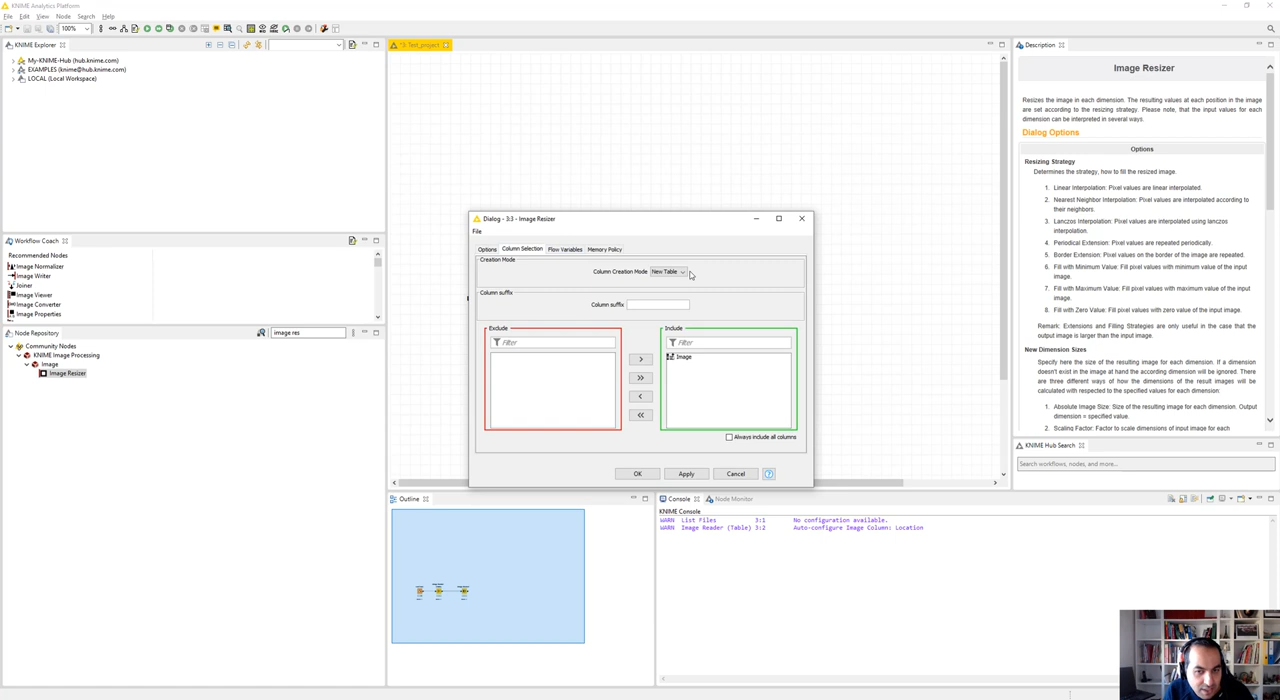 KNIME Analytics Platform
File Edit View Node Search Help
100%
KNIME Explorer
My-KNIME-Hub (hub.knime.com)
EXAMPLES (knime@hub.knime.com)
LOCAL (Local Workspace)
Workflow Coach
Recommended Nodes
Image Normalizer
Image Writer
Joiner
Image Viewer
Image Converter
Image Properties
Node Repository
image res
Community Nodes
KNIME Image Processing
Image
Image Resizer
Test_project
Dialog - 3:3 - Image Resizer
File
Options Column Selection Flow Variables Memory Policy
Creation Mode
Column Creation Mode New Table
Column suffix
Column suffix
Exclude Include
Filter Filter
Image
>
>>
<
<<
Always include all columns
OK Apply Cancel ?
Outline
Console Node Monitor
KNIME Console
WARN List Files 3:1 No configuration available.
WARN Image Reader (Table) 3:2 Auto-configure Image Column: Location
Description
Image Resizer
Resizes the image in each dimension. The resulting values at each position in the image
are set according to the resizing strategy. Please note, that the input values for each
dimension can be interpreted in several ways.
Dialog Options
Options
Resizing Strategy
Determines the strategy, how to fill the resized image.
1. Linear Interpolation: Pixel values are linear interpolated.
2. Nearest Neighbor Interpolation: Pixel values are interpolated according to
their neighbors.
3. Lanczos Interpolation: Pixel values are interpolated using lanczos
interpolation.
4. Periodical Extension: Pixel values are repeated periodically.
5. Border Extension: Pixel values on the border of the image are repeated.
6. Fill with Minimum Value: Fill pixel values with minimum value of the input
image.
7. Fill with Maximum Value: Fill pixel values with maximum value of the input
image.
8. Fill with Zero Value: Fill pixel values with zero value of the input image.
Remark: Extensions and Filling Strategies are only useful in the case that the
output image is larger than the input image.
New Dimension Sizes
Specify here the size of the resulting image for each dimension. If a dimension
doesn't exist in the image at hand the according dimension will be ignored. There
are three different ways of how the dimensions of the result images will be
calculated with respect to the specified values for each dimension:
1. Absolute Image Size: Size of the resulting image for each dimension. Output
dimension = specified value.
2. Scaling Factor: Factor to scale dimensions of input image for each
KNIME Hub Search
Search workflows, nodes, and more...